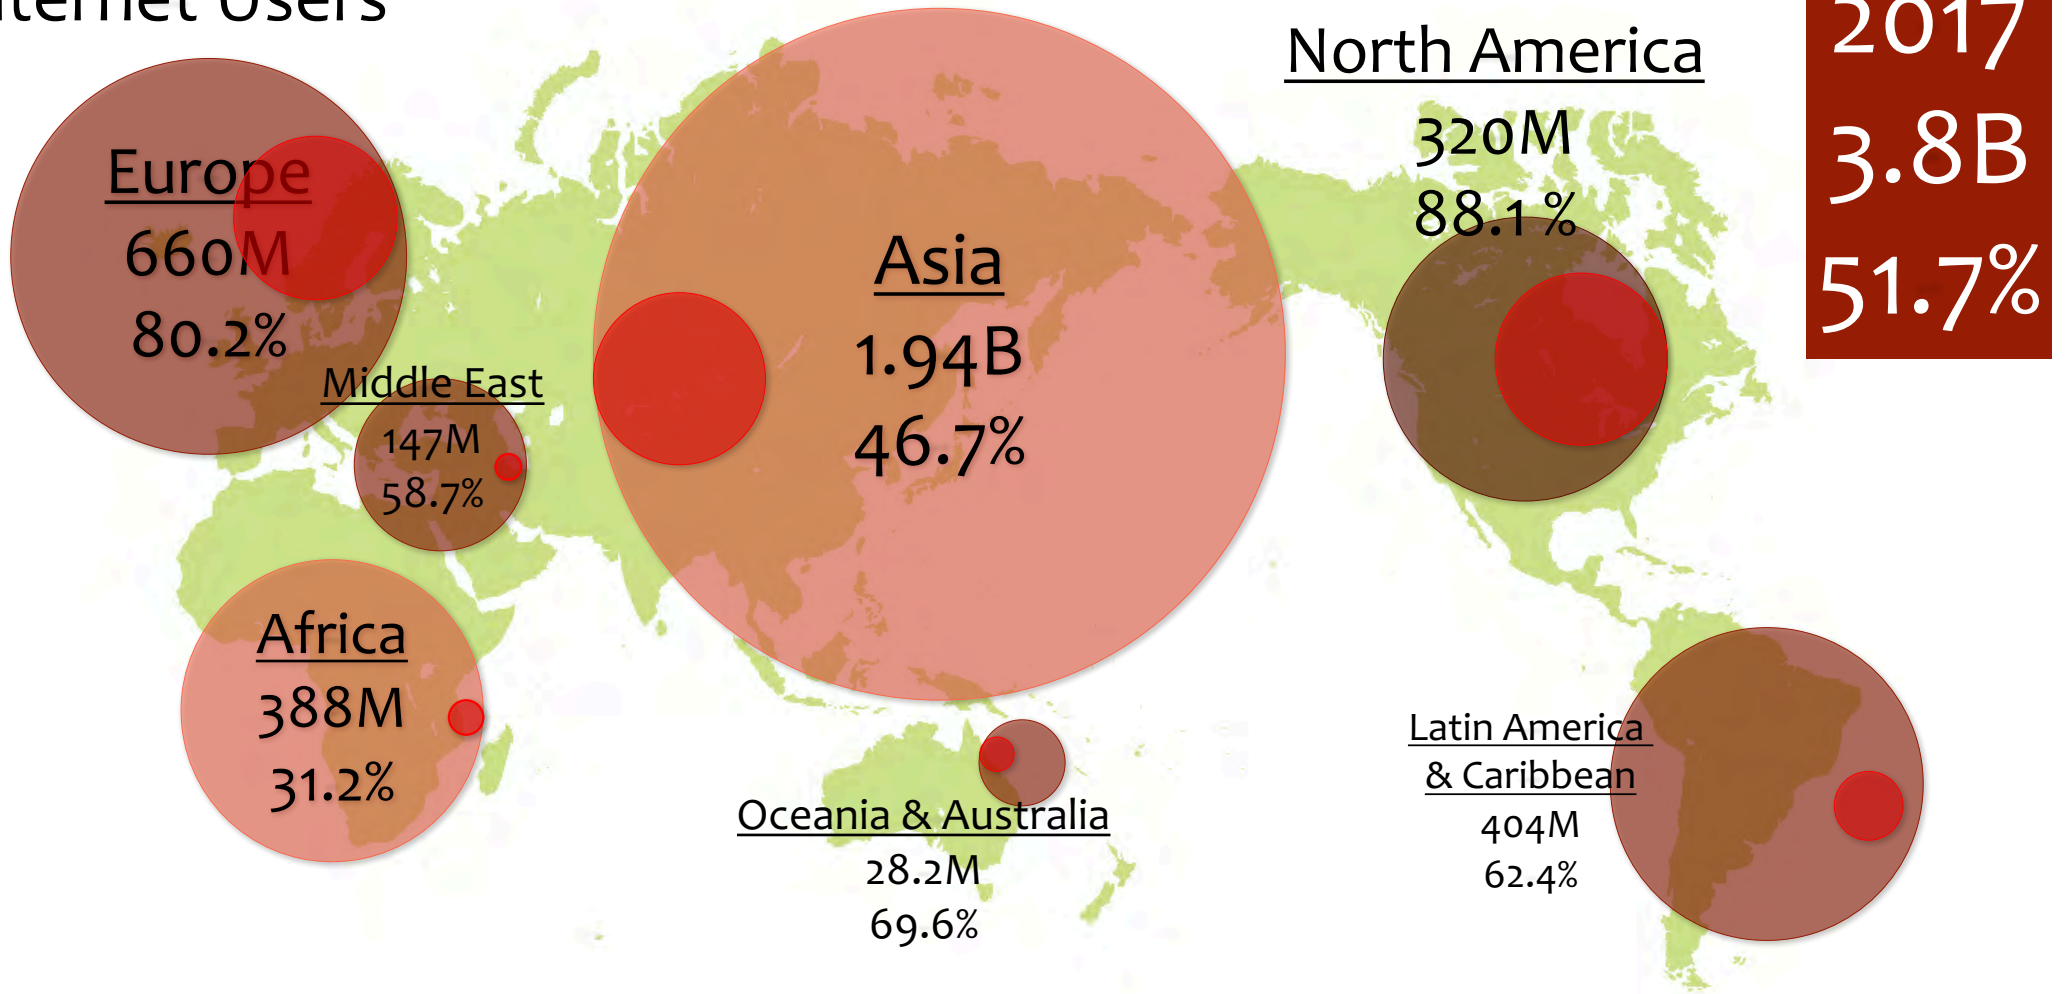 Internet Users
2017
3.8B
51.7%
Europe
660M
80.2%
Middle East
147M
58.7%
Africa
388M
31.2%
Asia
1.94B
46.7%
Oceania & Australia
28.2M
69.6%
North America
320M
88.1%
Latin America
& Caribbean
404M
62.4%